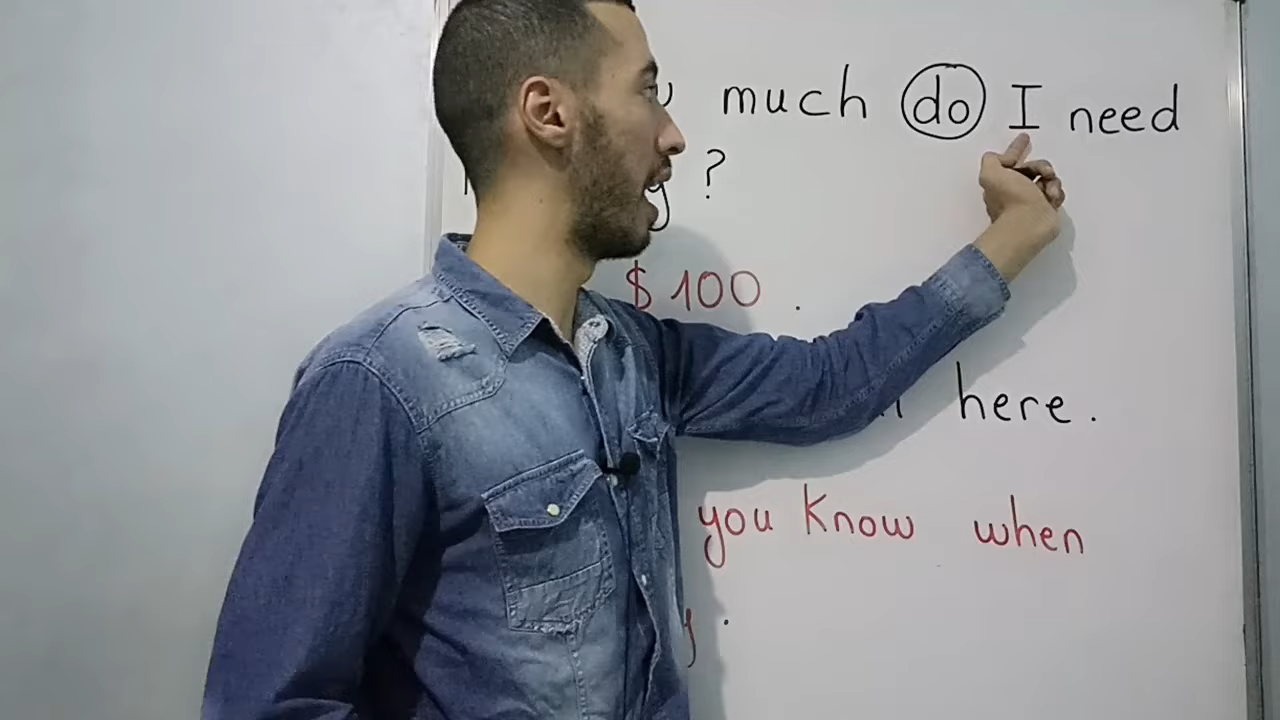 much do I need
?
$100 .
here.
you know when
.